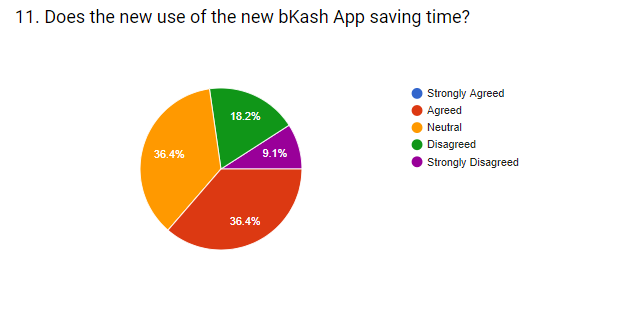 11. Does the new use of the new bKash App saving time?
Strongly Agreed
Agreed
Neutral
Disagreed
Strongly Disagreed
18.2%
36.4%
9.1%
36.4%